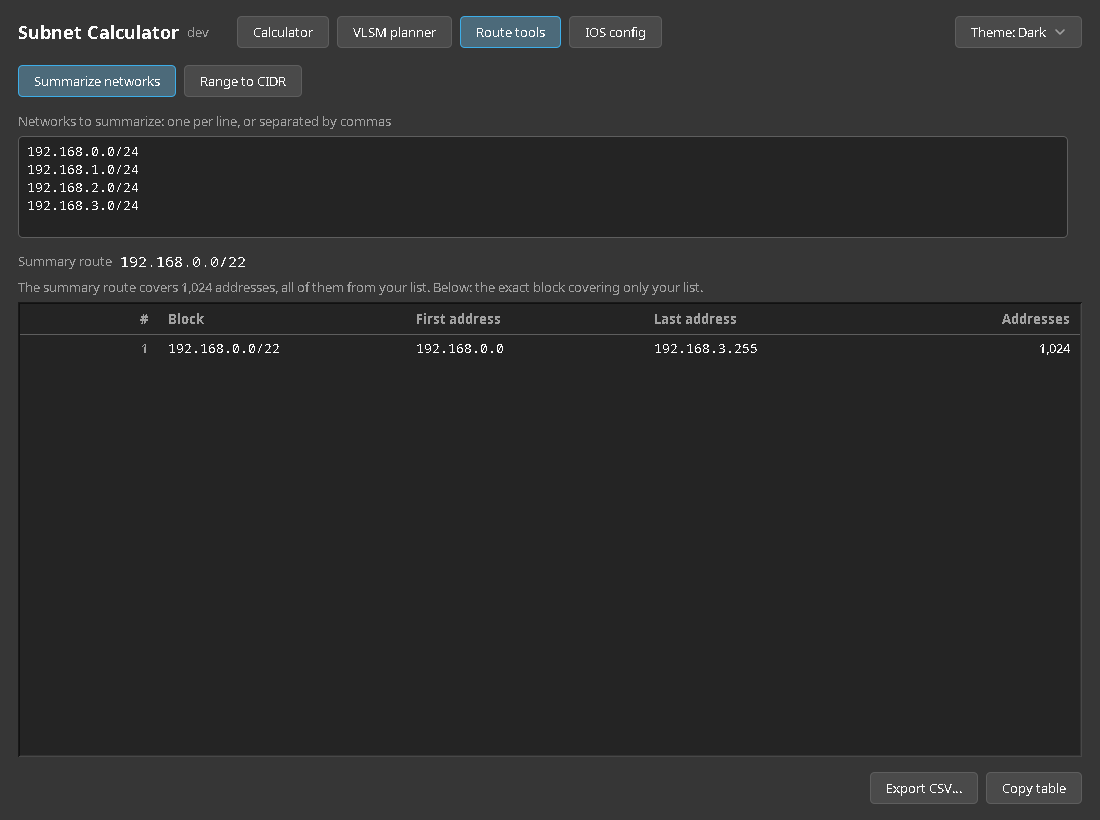 Subnet Calculator dev Calculator VLSM planner Route tools IOS config Theme: Dark
Summarize networks Range to CIDR
Networks to summarize: one per line, or separated by commas
192.168.0.0/24
192.168.1.0/24
192.168.2.0/24
192.168.3.0/24
Summary route 192.168.0.0/22
The summary route covers 1,024 addresses, all of them from your list. Below: the exact block covering only your list.
# Block First address Last address Addresses
1 192.168.0.0/22 192.168.0.0 192.168.3.255 1,024
Export CSV... Copy table